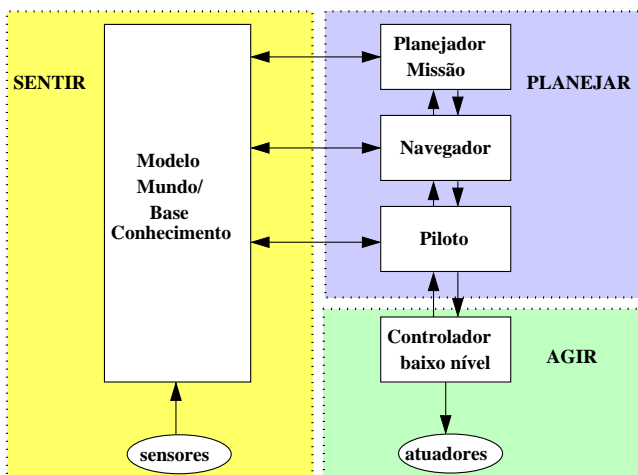 SENTIR
Modelo
Mundo/
Base
Conhecimento
sensores
Planejador
Missão
PLANEJAR
Navegador
Piloto
Controlador
baixo nível
AGIR
atuadores